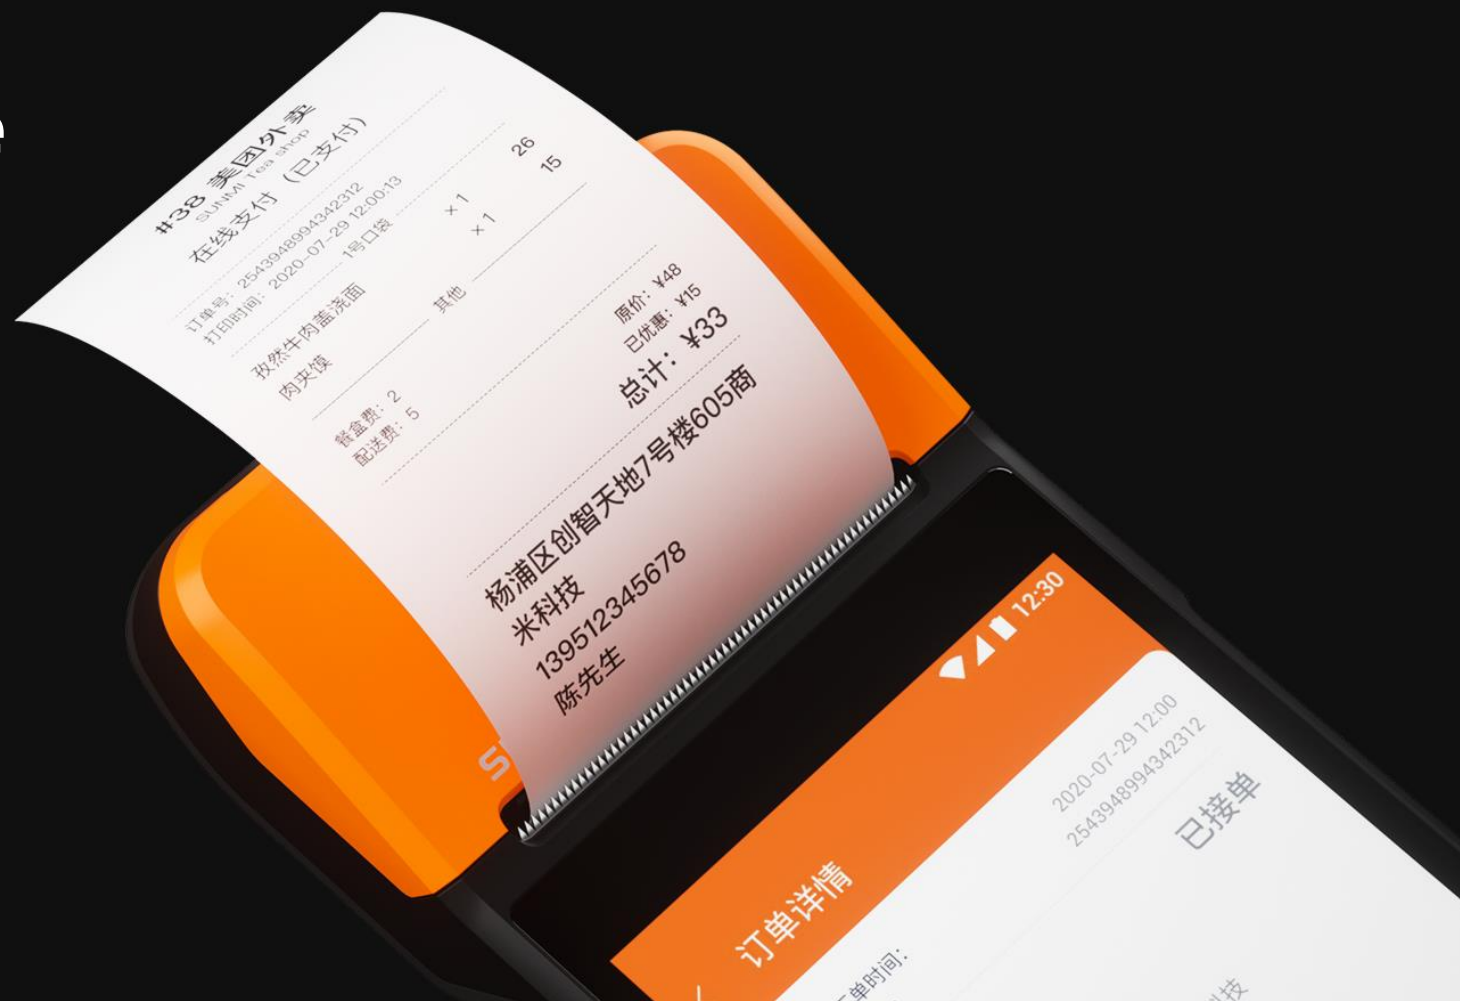 #38 美团外卖
SUNMI Tea shop
在线支付（已支付）
订单号：2543948994342312
打印时间：2020-07-29 12:00:13
1号口袋
孜然牛肉盖浇面 ×1 26
肉夹馍 ×1 15
其他
餐盒费：2
配送费：5
原价：¥48
已优惠：¥15
总计：¥33
杨浦区创智天地7号楼605商
米科技
139512345678
陈先生
12:30
订单详情
2020-07-29 12:00
2543948994342312
已接单
单时间：
技